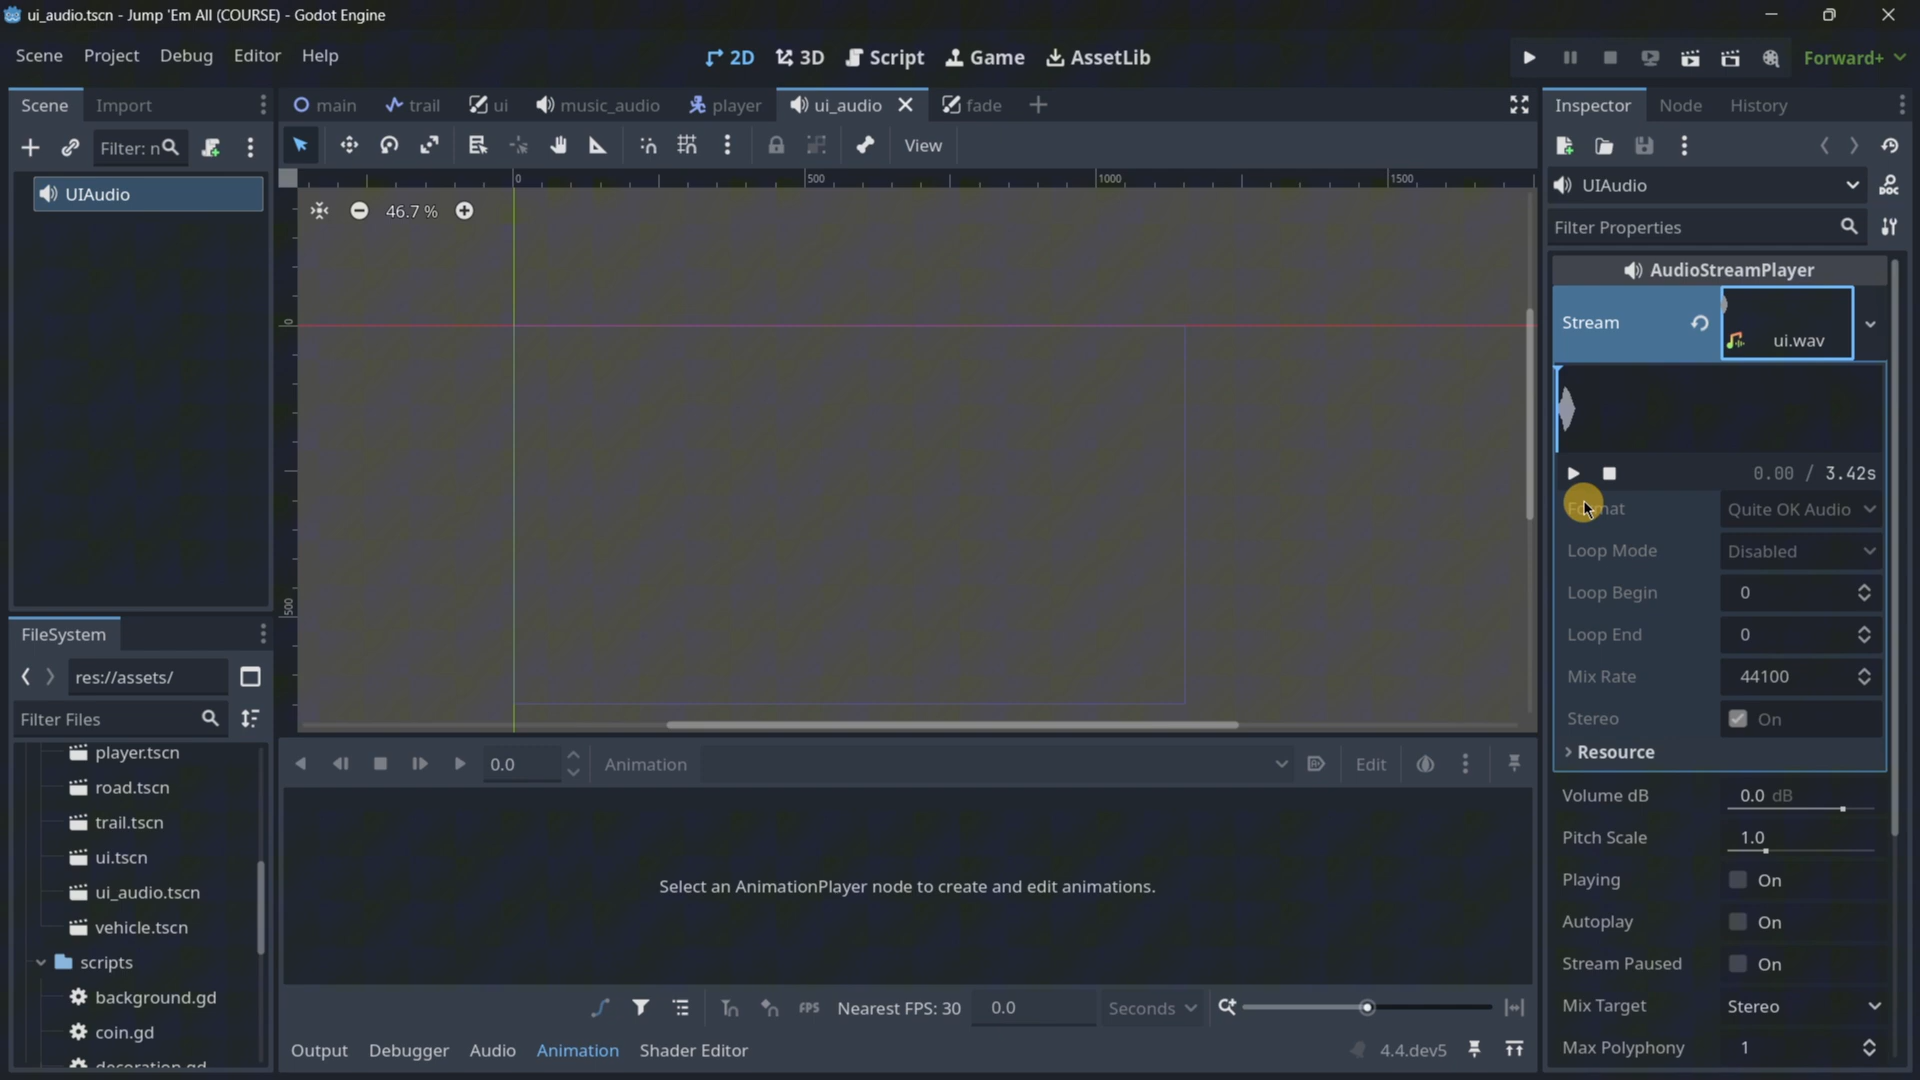 ui_audio.tscn - Jump 'Em All (COURSE) - Godot Engine
Scene Project Debug Editor Help
2D 3D Script Game AssetLib
Forward+
Scene Import
main trail ui music_audio player ui_audio fade
Inspector Node History
Filter: n
View
UIAudio
0 500 1000 1500
UIAudio
46.7 %
Filter Properties
AudioStreamPlayer
Stream
ui.wav
0
0.00 / 3.42s
Quite OK Audio
Loop Mode Disabled
Loop Begin 0
500
Loop End 0
FileSystem
res://assets/
Mix Rate 44100
Filter Files
Stereo On
Resource
player.tscn
road.tscn
trail.tscn
ui.tscn
ui_audio.tscn
vehicle.tscn
scripts
background.gd
coin.gd
decoration.gd
0.0 Animation Edit
Select an AnimationPlayer node to create and edit animations.
FPS Nearest FPS: 30 0.0 Seconds
Output Debugger Audio Animation Shader Editor 4.4.dev5
Volume dB 0.0 dB
Pitch Scale 1.0
Playing On
Autoplay On
Stream Paused On
Mix Target Stereo
Max Polyphony 1